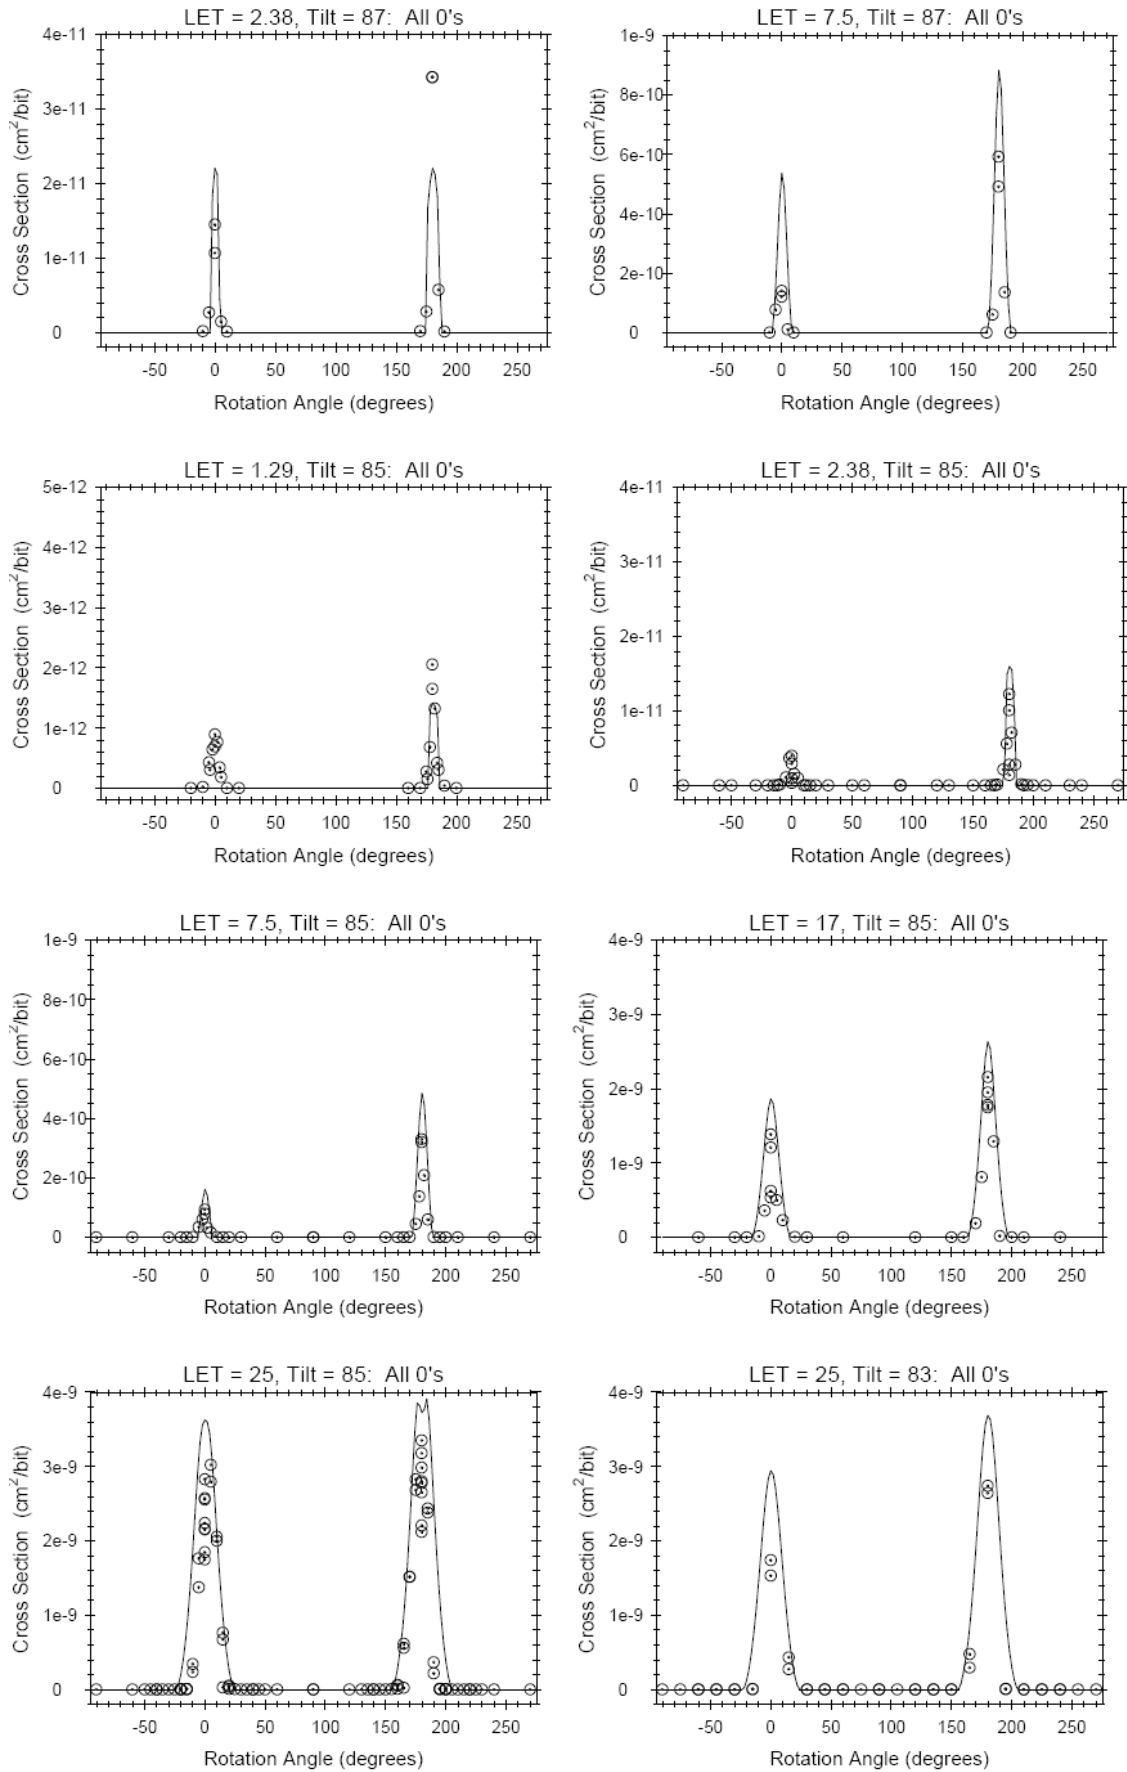 LET = 2.38, Tilt = 87: All 0's
4e-11
3e-11
2e-11
1e-11
0
Cross Section (cm²/bit)
-50 0 50 100 150 200 250
Rotation Angle (degrees)
LET = 7.5, Tilt = 87: All 0's
1e-9
8e-10
6e-10
4e-10
2e-10
0
Cross Section (cm²/bit)
-50 0 50 100 150 200 250
Rotation Angle (degrees)
LET = 1.29, Tilt = 85: All 0's
5e-12
4e-12
3e-12
2e-12
1e-12
0
Cross Section (cm²/bit)
-50 0 50 100 150 200 250
Rotation Angle (degrees)
LET = 2.38, Tilt = 85: All 0's
4e-11
3e-11
2e-11
1e-11
0
Cross Section (cm²/bit)
-50 0 50 100 150 200 250
Rotation Angle (degrees)
LET = 7.5, Tilt = 85: All 0's
1e-9
8e-10
6e-10
4e-10
2e-10
0
Cross Section (cm²/bit)
-50 0 50 100 150 200 250
Rotation Angle (degrees)
LET = 17, Tilt = 85: All 0's
4e-9
3e-9
2e-9
1e-9
0
Cross Section (cm²/bit)
-50 0 50 100 150 200 250
Rotation Angle (degrees)
LET = 25, Tilt = 85: All 0's
4e-9
3e-9
2e-9
1e-9
0
Cross Section (cm²/bit)
-50 0 50 100 150 200 250
Rotation Angle (degrees)
LET = 25, Tilt = 83: All 0's
4e-9
3e-9
2e-9
1e-9
0
Cross Section (cm²/bit)
-50 0 50 100 150 200 250
Rotation Angle (degrees)